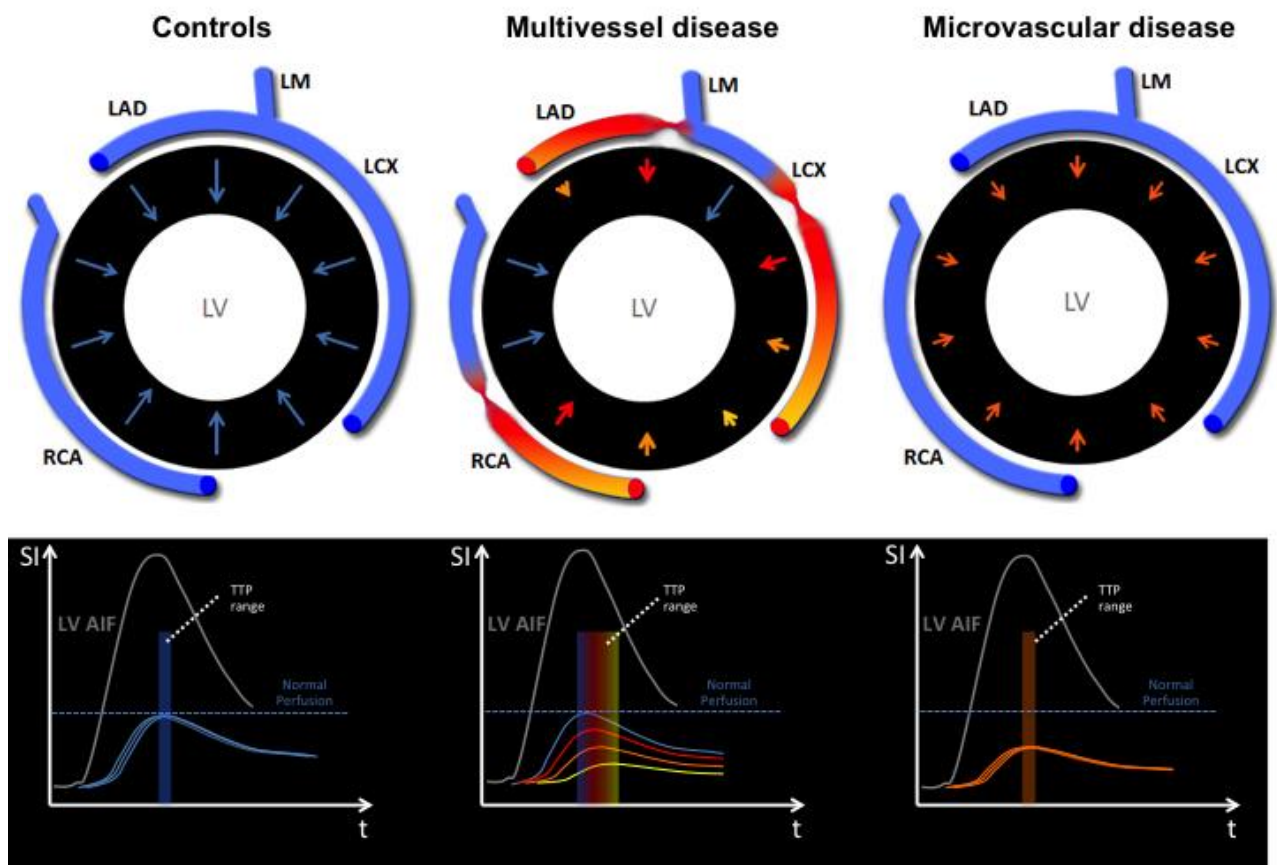 Controls
Multivessel disease
Microvascular disease
LM
LAD
LCX
LV
RCA
LM
LAD
LCX
LV
RCA
LM
LAD
LCX
LV
RCA
SI
TTP
range
LV AIF
Normal
Perfusion
t
SI
TTP
range
LV AIF
Normal
Perfusion
t
SI
TTP
range
LV AIF
Normal
Perfusion
t